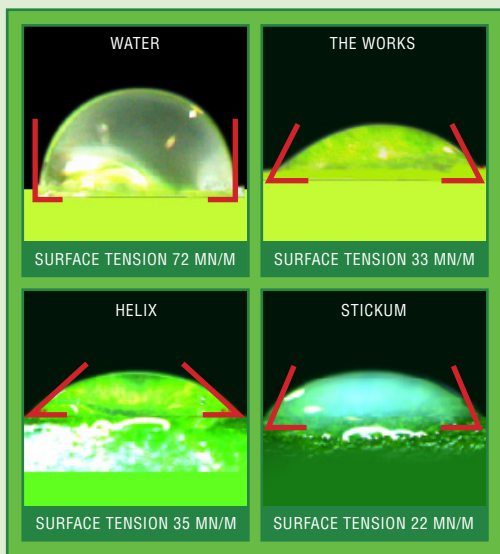 WATER
THE WORKS
SURFACE TENSION 72 MN/M
SURFACE TENSION 33 MN/M
HELIX
STICKUM
SURFACE TENSION 35 MN/M
SURFACE TENSION 22 MN/M